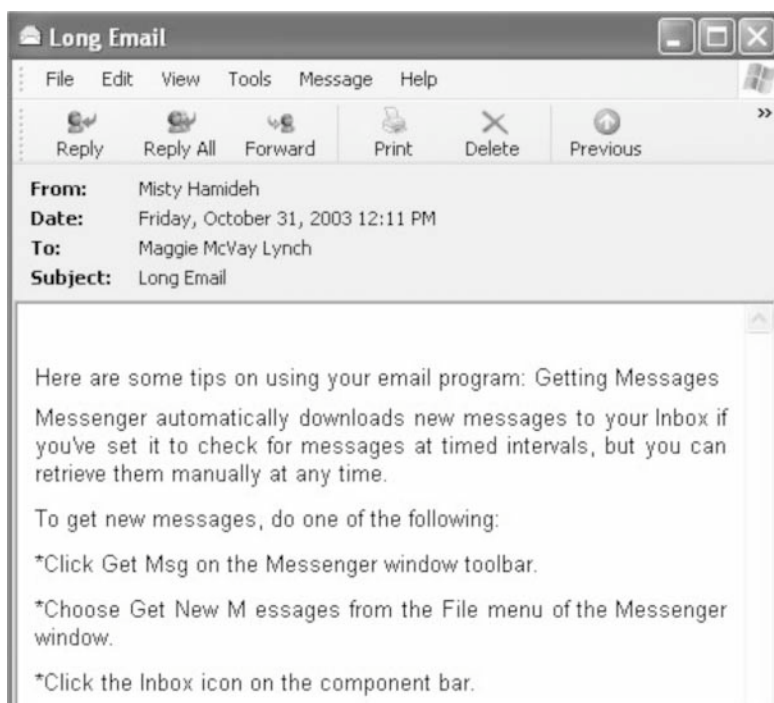 Long Email
File Edit View Tools Message Help
»
Reply Reply All Forward Print Delete Previous
From: Misty Hamideh
Date: Friday, October 31, 2003 12:11 PM
To: Maggie McVay Lynch
Subject: Long Email
Here are some tips on using your email program: Getting Messages
Messenger automatically downloads new messages to your Inbox if
you've set it to check for messages at timed intervals, but you can
retrieve them manually at any time.
To get new messages, do one of the following:
*Click Get Msg on the Messenger window toolbar.
*Choose Get New M essages from the File menu of the Messenger
window.
*Click the Inbox icon on the component bar.